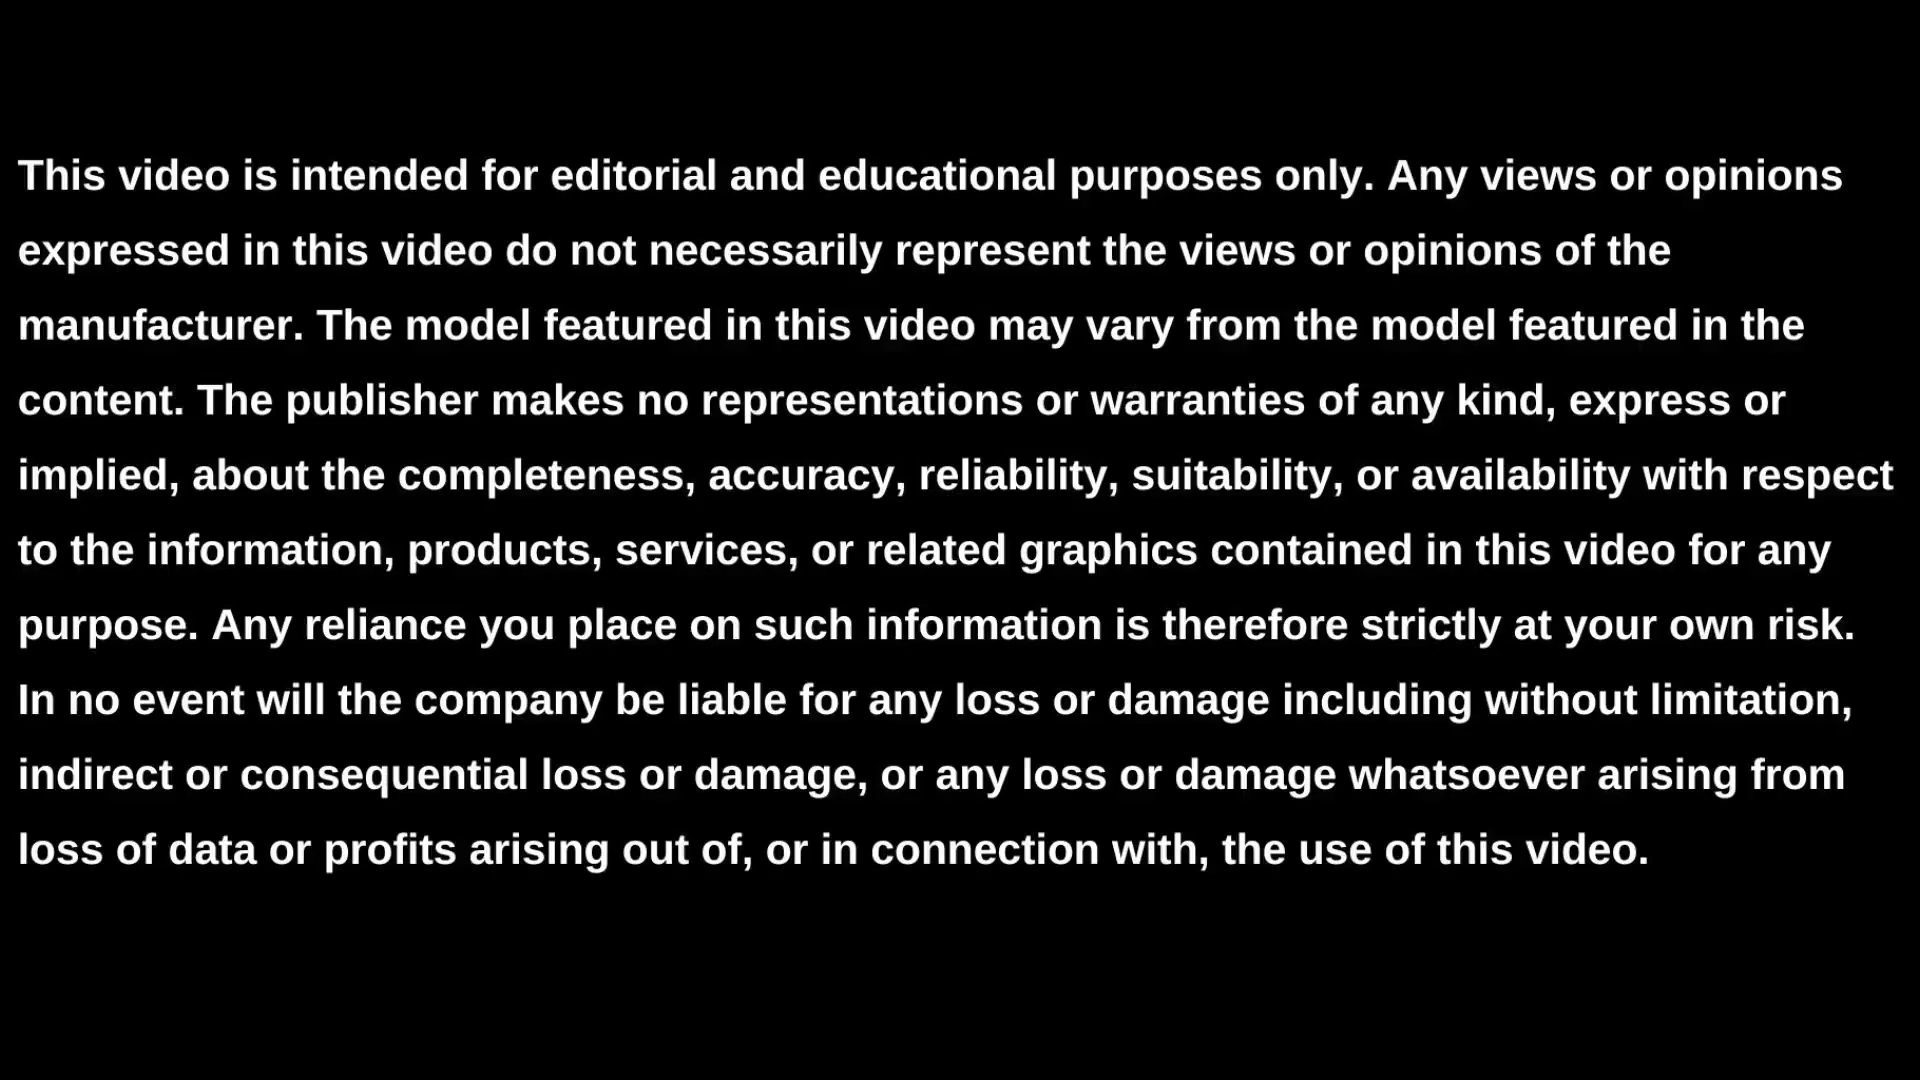 This video is intended for editorial and educational purposes only. Any views or opinions
expressed in this video do not necessarily represent the views or opinions of the
manufacturer. The model featured in this video may vary from the model featured in the
content. The publisher makes no representations or warranties of any kind, express or
implied, about the completeness, accuracy, reliability, suitability, or availability with respect
to the information, products, services, or related graphics contained in this video for any
purpose. Any reliance you place on such information is therefore strictly at your own risk.
In no event will the company be liable for any loss or damage including without limitation,
indirect or consequential loss or damage, or any loss or damage whatsoever arising from
loss of data or profits arising out of, or in connection with, the use of this video.